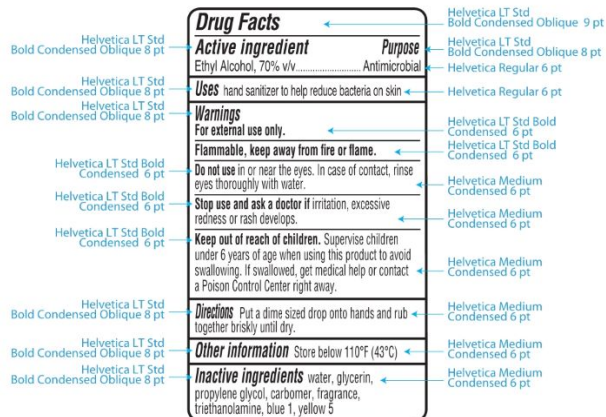 Drug Facts
Helvetica LT Std
Bold Condensed Oblique 9 pt
Helvetica LT Std
Bold Condensed Oblique 8 pt
Active ingredient Purpose
Helvetica LT Std
Bold Condensed Oblique 8 pt
Ethyl Alcohol, 70% v/v............................ Antimicrobial
Helvetica Regular 6 pt
Helvetica LT Std
Bold Condensed Oblique 8 pt
Uses hand sanitizer to help reduce bacteria on skin
Helvetica Regular 6 pt
Helvetica LT Std
Bold Condensed Oblique 8 pt
Warnings
For external use only.
Helvetica LT Std Bold
Condensed 6 pt
Flammable, keep away from fire or flame.
Helvetica LT Std Bold
Condensed 6 pt
Helvetica LT Std Bold
Condensed 6 pt
Do not use in or near the eyes. In case of contact, rinse
eyes thoroughly with water.
Helvetica Medium
Condensed 6 pt
Helvetica LT Std Bold
Condensed 6 pt
Stop use and ask a doctor if irritation, excessive
redness or rash develops.
Helvetica Medium
Condensed 6 pt
Helvetica LT Std Bold
Condensed 6 pt
Keep out of reach of children. Supervise children
under 6 years of age when using this product to avoid
swallowing. If swallowed, get medical help or contact
a Poison Control Center right away.
Helvetica Medium
Condensed 6 pt
Helvetica LT Std
Bold Condensed Oblique 8 pt
Directions Put a dime sized drop onto hands and rub
together briskly until dry.
Helvetica Medium
Condensed 6 pt
Helvetica LT Std
Bold Condensed Oblique 8 pt
Other information Store below 110°F (43°C)
Helvetica Medium
Condensed 6 pt
Helvetica LT Std
Bold Condensed Oblique 8 pt
Inactive ingredients water, glycerin,
propylene glycol, carbomer, fragrance,
triethanolamine, blue 1, yellow 5
Helvetica Medium
Condensed 6 pt